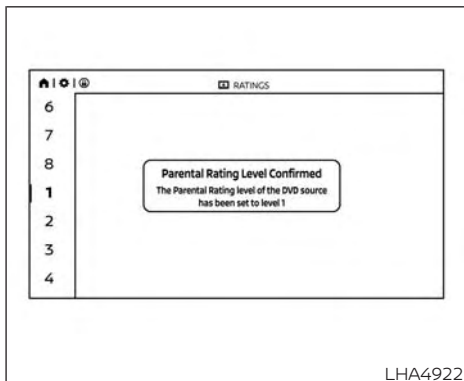 RATINGS
6
7
8
1
2
3
4
Parental Rating Level Confirmed
The Parental Rating level of the DVD source
has been set to level 1
LHA4922